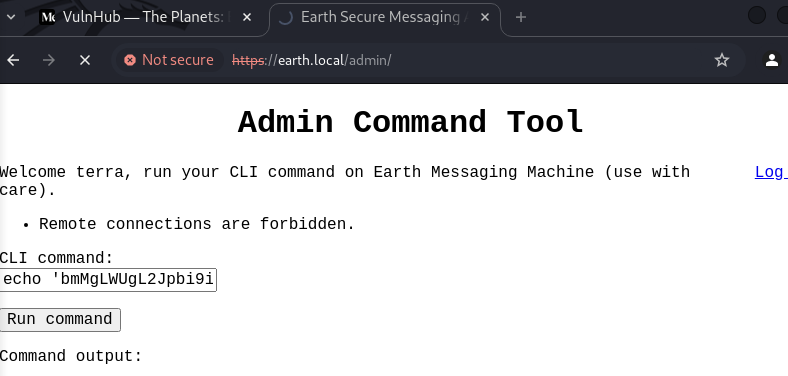 VulnHub — The Planets:
Earth Secure Messaging
Not secure
https://earth.local/admin/
Admin Command Tool
Welcome terra, run your CLI command on Earth Messaging Machine (use with care).
Log
Remote connections are forbidden.
CLI command:
echo 'bmMgLWUgL2Jpbi9i
Run command
Command output: